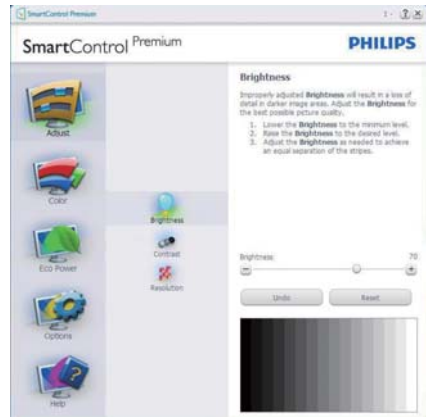 SmartControl Premium
SmartControl Premium
PHILIPS
Adjust
Color
Eco Power
Options
Help
Brightness
Contrast
Resolution
Brightness
Improperly adjusted Brightness will result in a loss of
detail in darker image areas. Adjust the Brightness for
the best possible picture quality.
1. Lower the Brightness to the minimum level.
2. Raise the Brightness to the desired level.
3. Adjust the Brightness as needed to achieve
an equal separation of the stripes.
Brightness: 70
Undo Reset